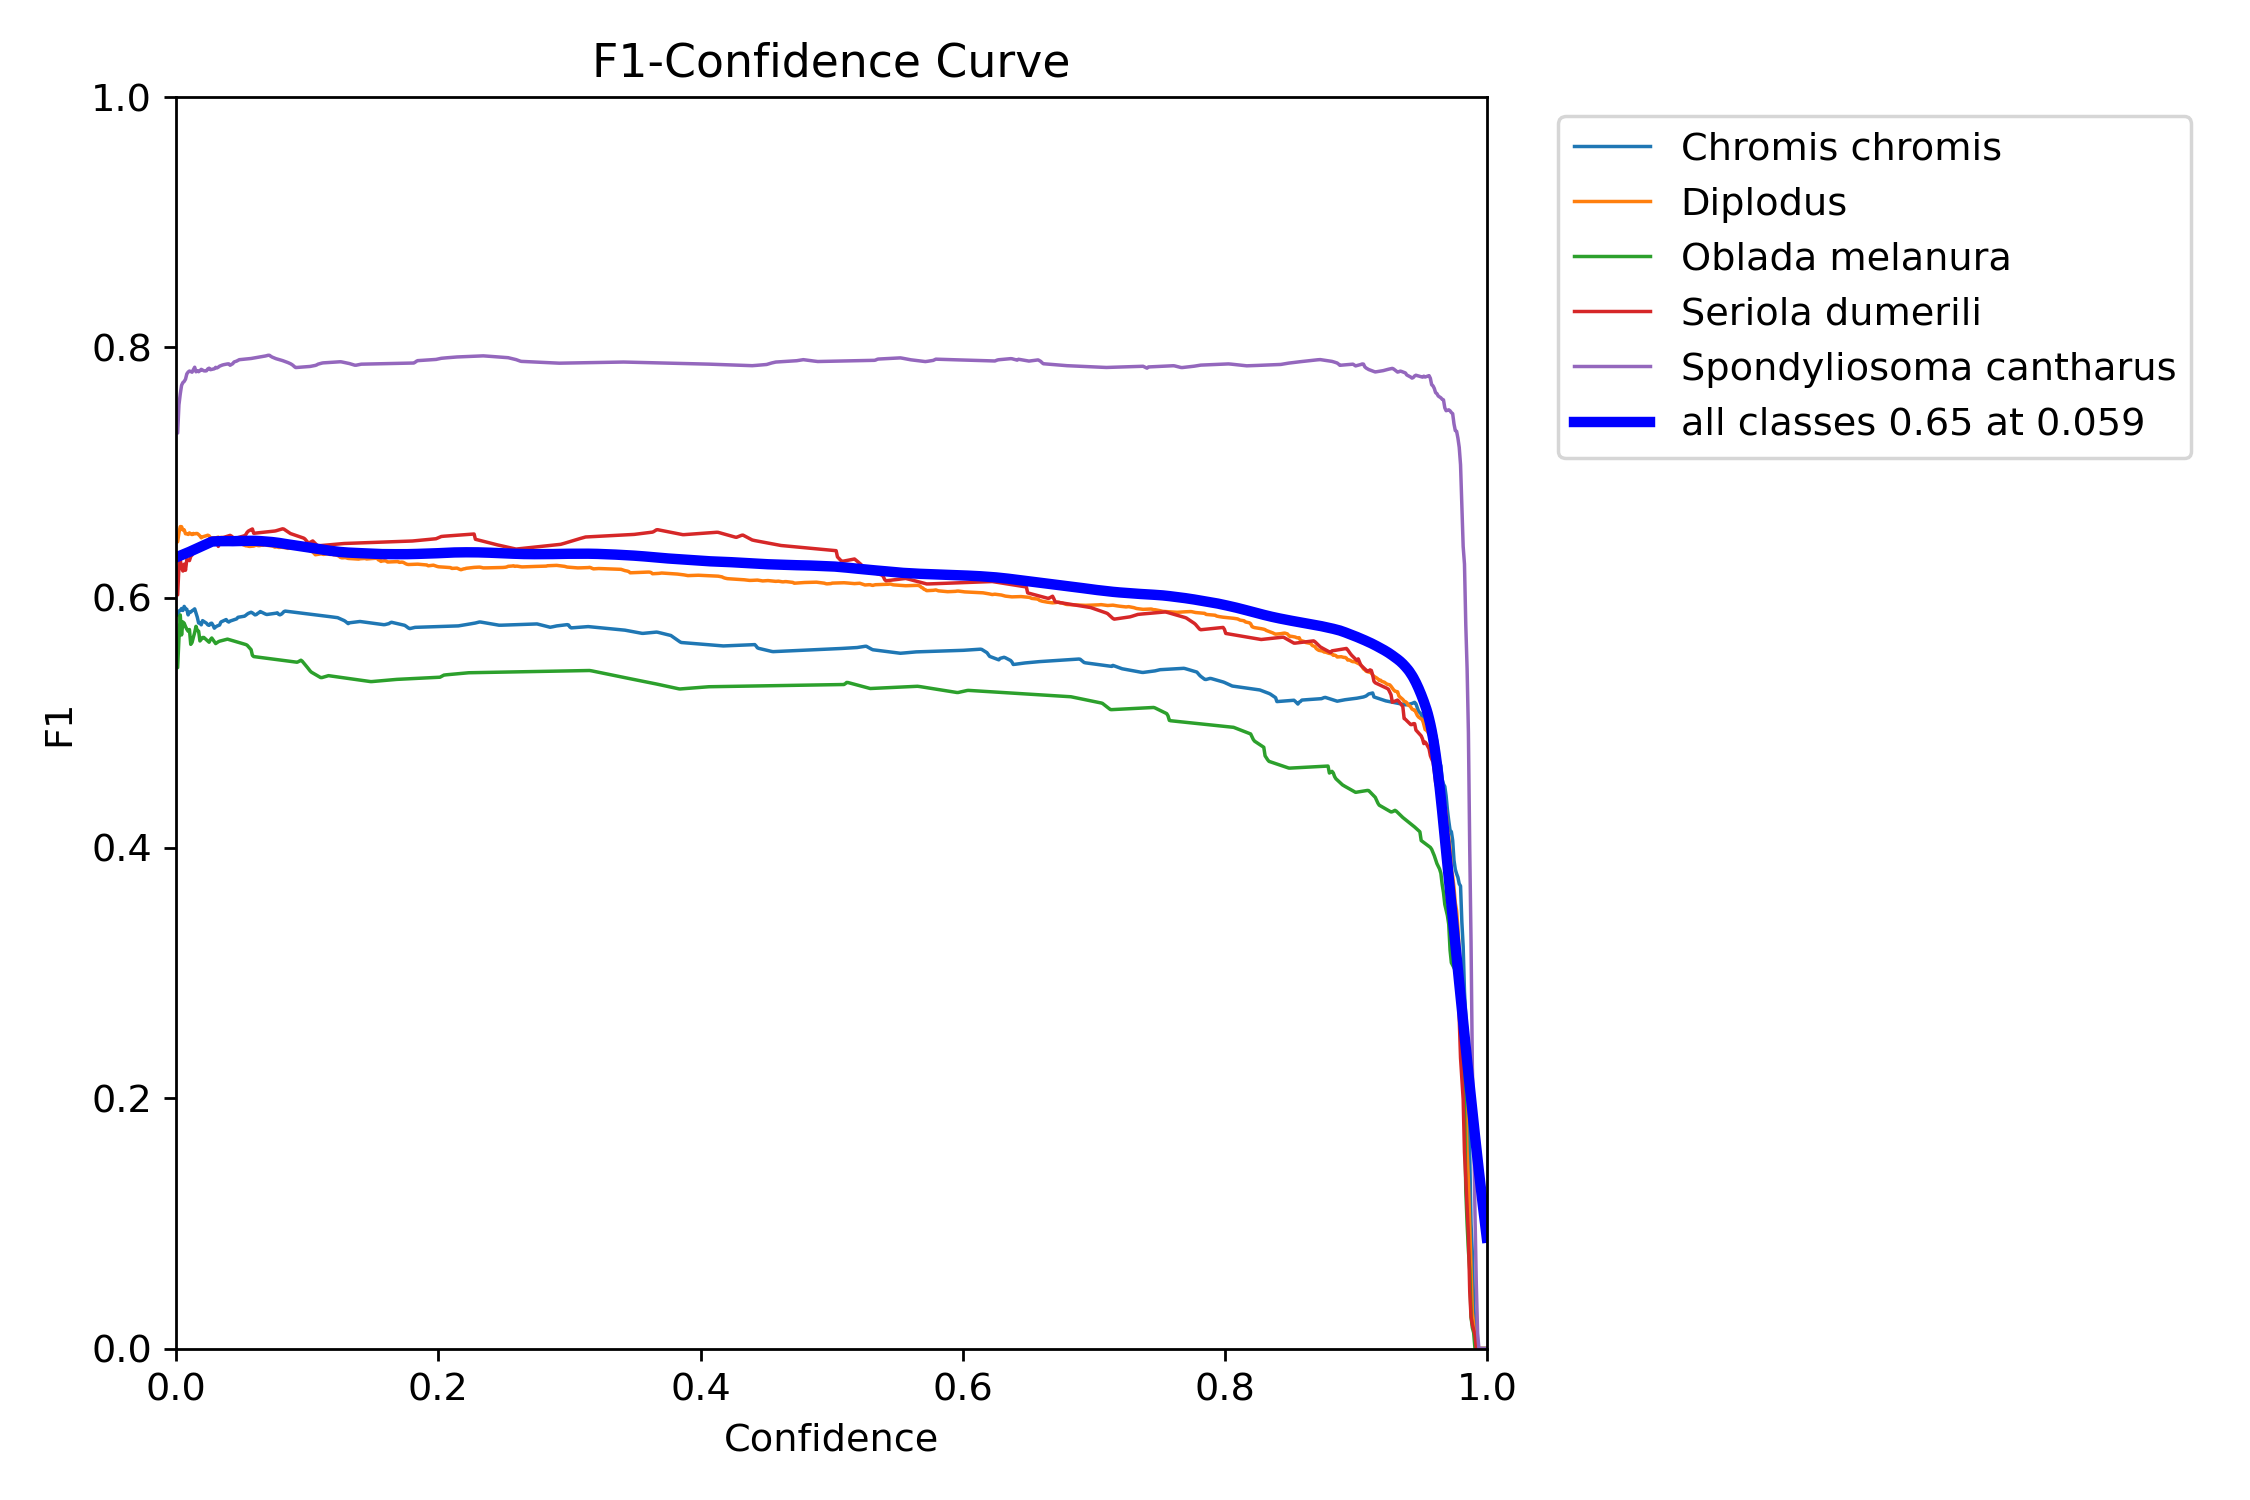 F1-Confidence Curve
1.0
0.8
0.6
0.4
0.2
0.0
F1
0.0 0.2 0.4 0.6 0.8 1.0
Confidence
Chromis chromis
Diplodus
Oblada melanura
Seriola dumerili
Spondyliosoma cantharus
all classes 0.65 at 0.059